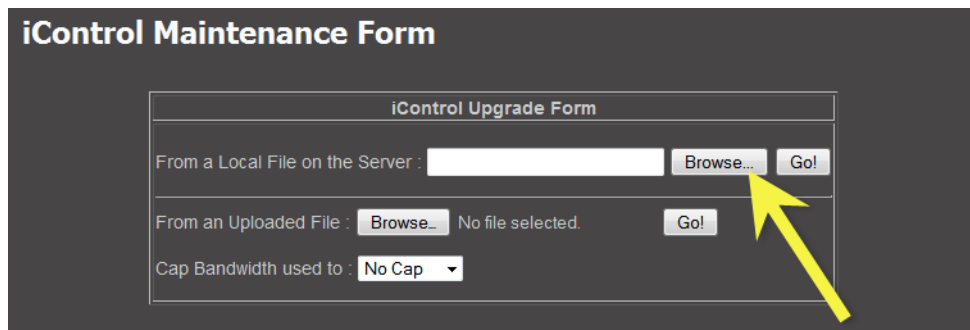 iControl Maintenance Form
iControl Upgrade Form
From a Local File on the Server : Browse... Go!
From an Uploaded File : Browse... No file selected. Go!
Cap Bandwidth used to : No Cap